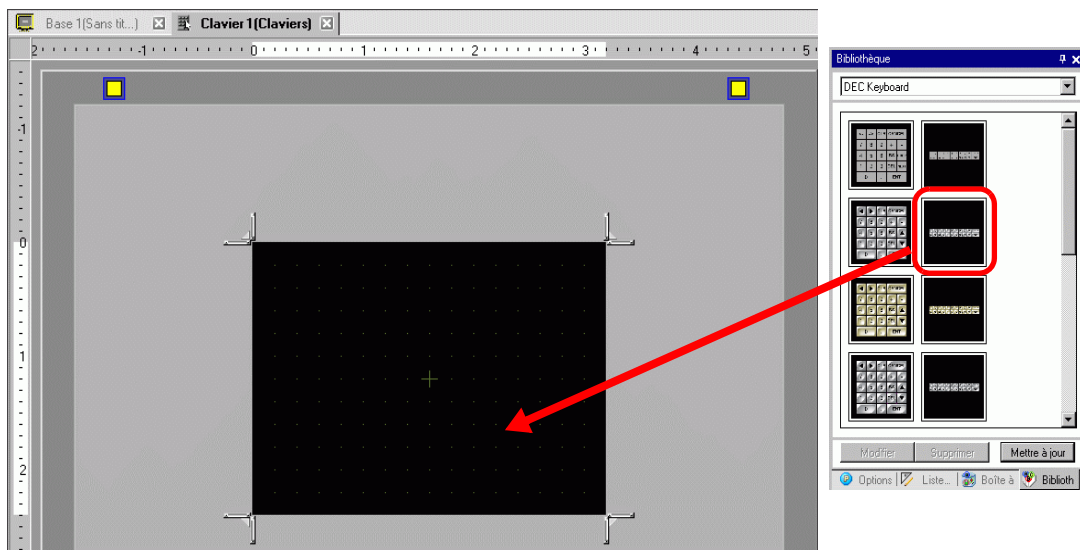 Base 1(Sans tit...) Clavier 1(Claviers)
2 -1 0 1 2 3 4 5
-1
0
1
2
Bibliothèque
DEC Keyboard
Modifier Supprimer Mettre à jour
Options Liste... Boîte à Biblioth